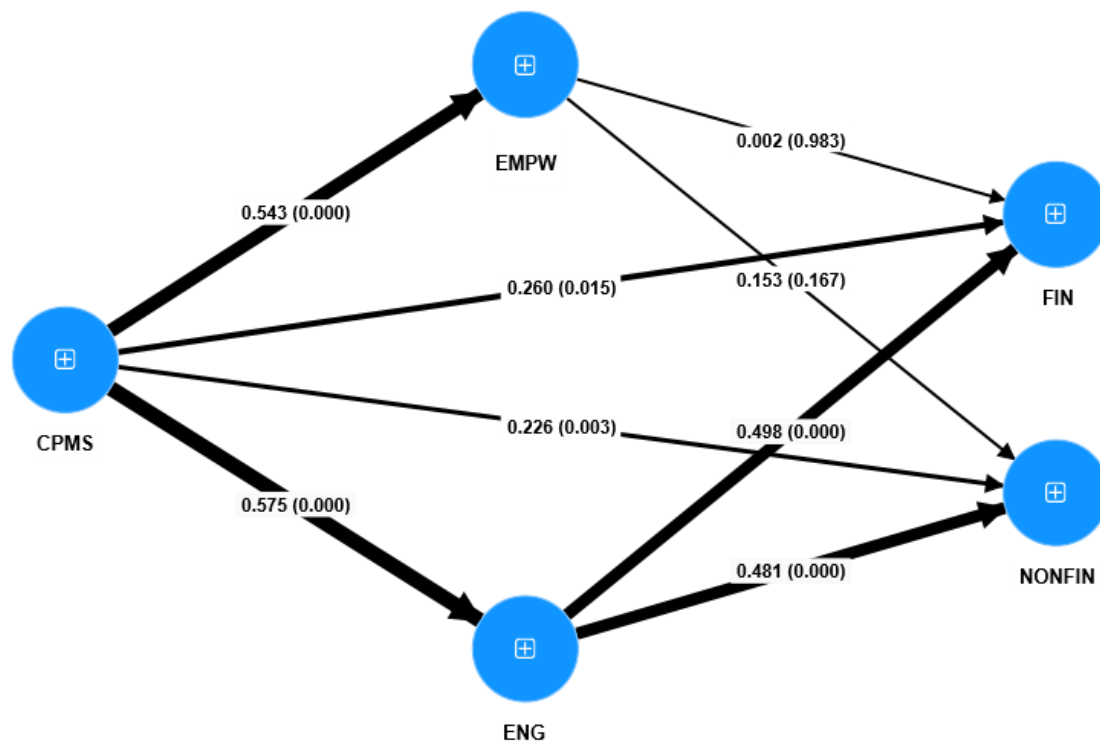 EMPW
0.002 (0.983)
0.543 (0.000)
0.260 (0.015)
0.153 (0.167)
FIN
CPMS
0.226 (0.003)
0.498 (0.000)
0.575 (0.000)
0.481 (0.000)
NONFIN
ENG